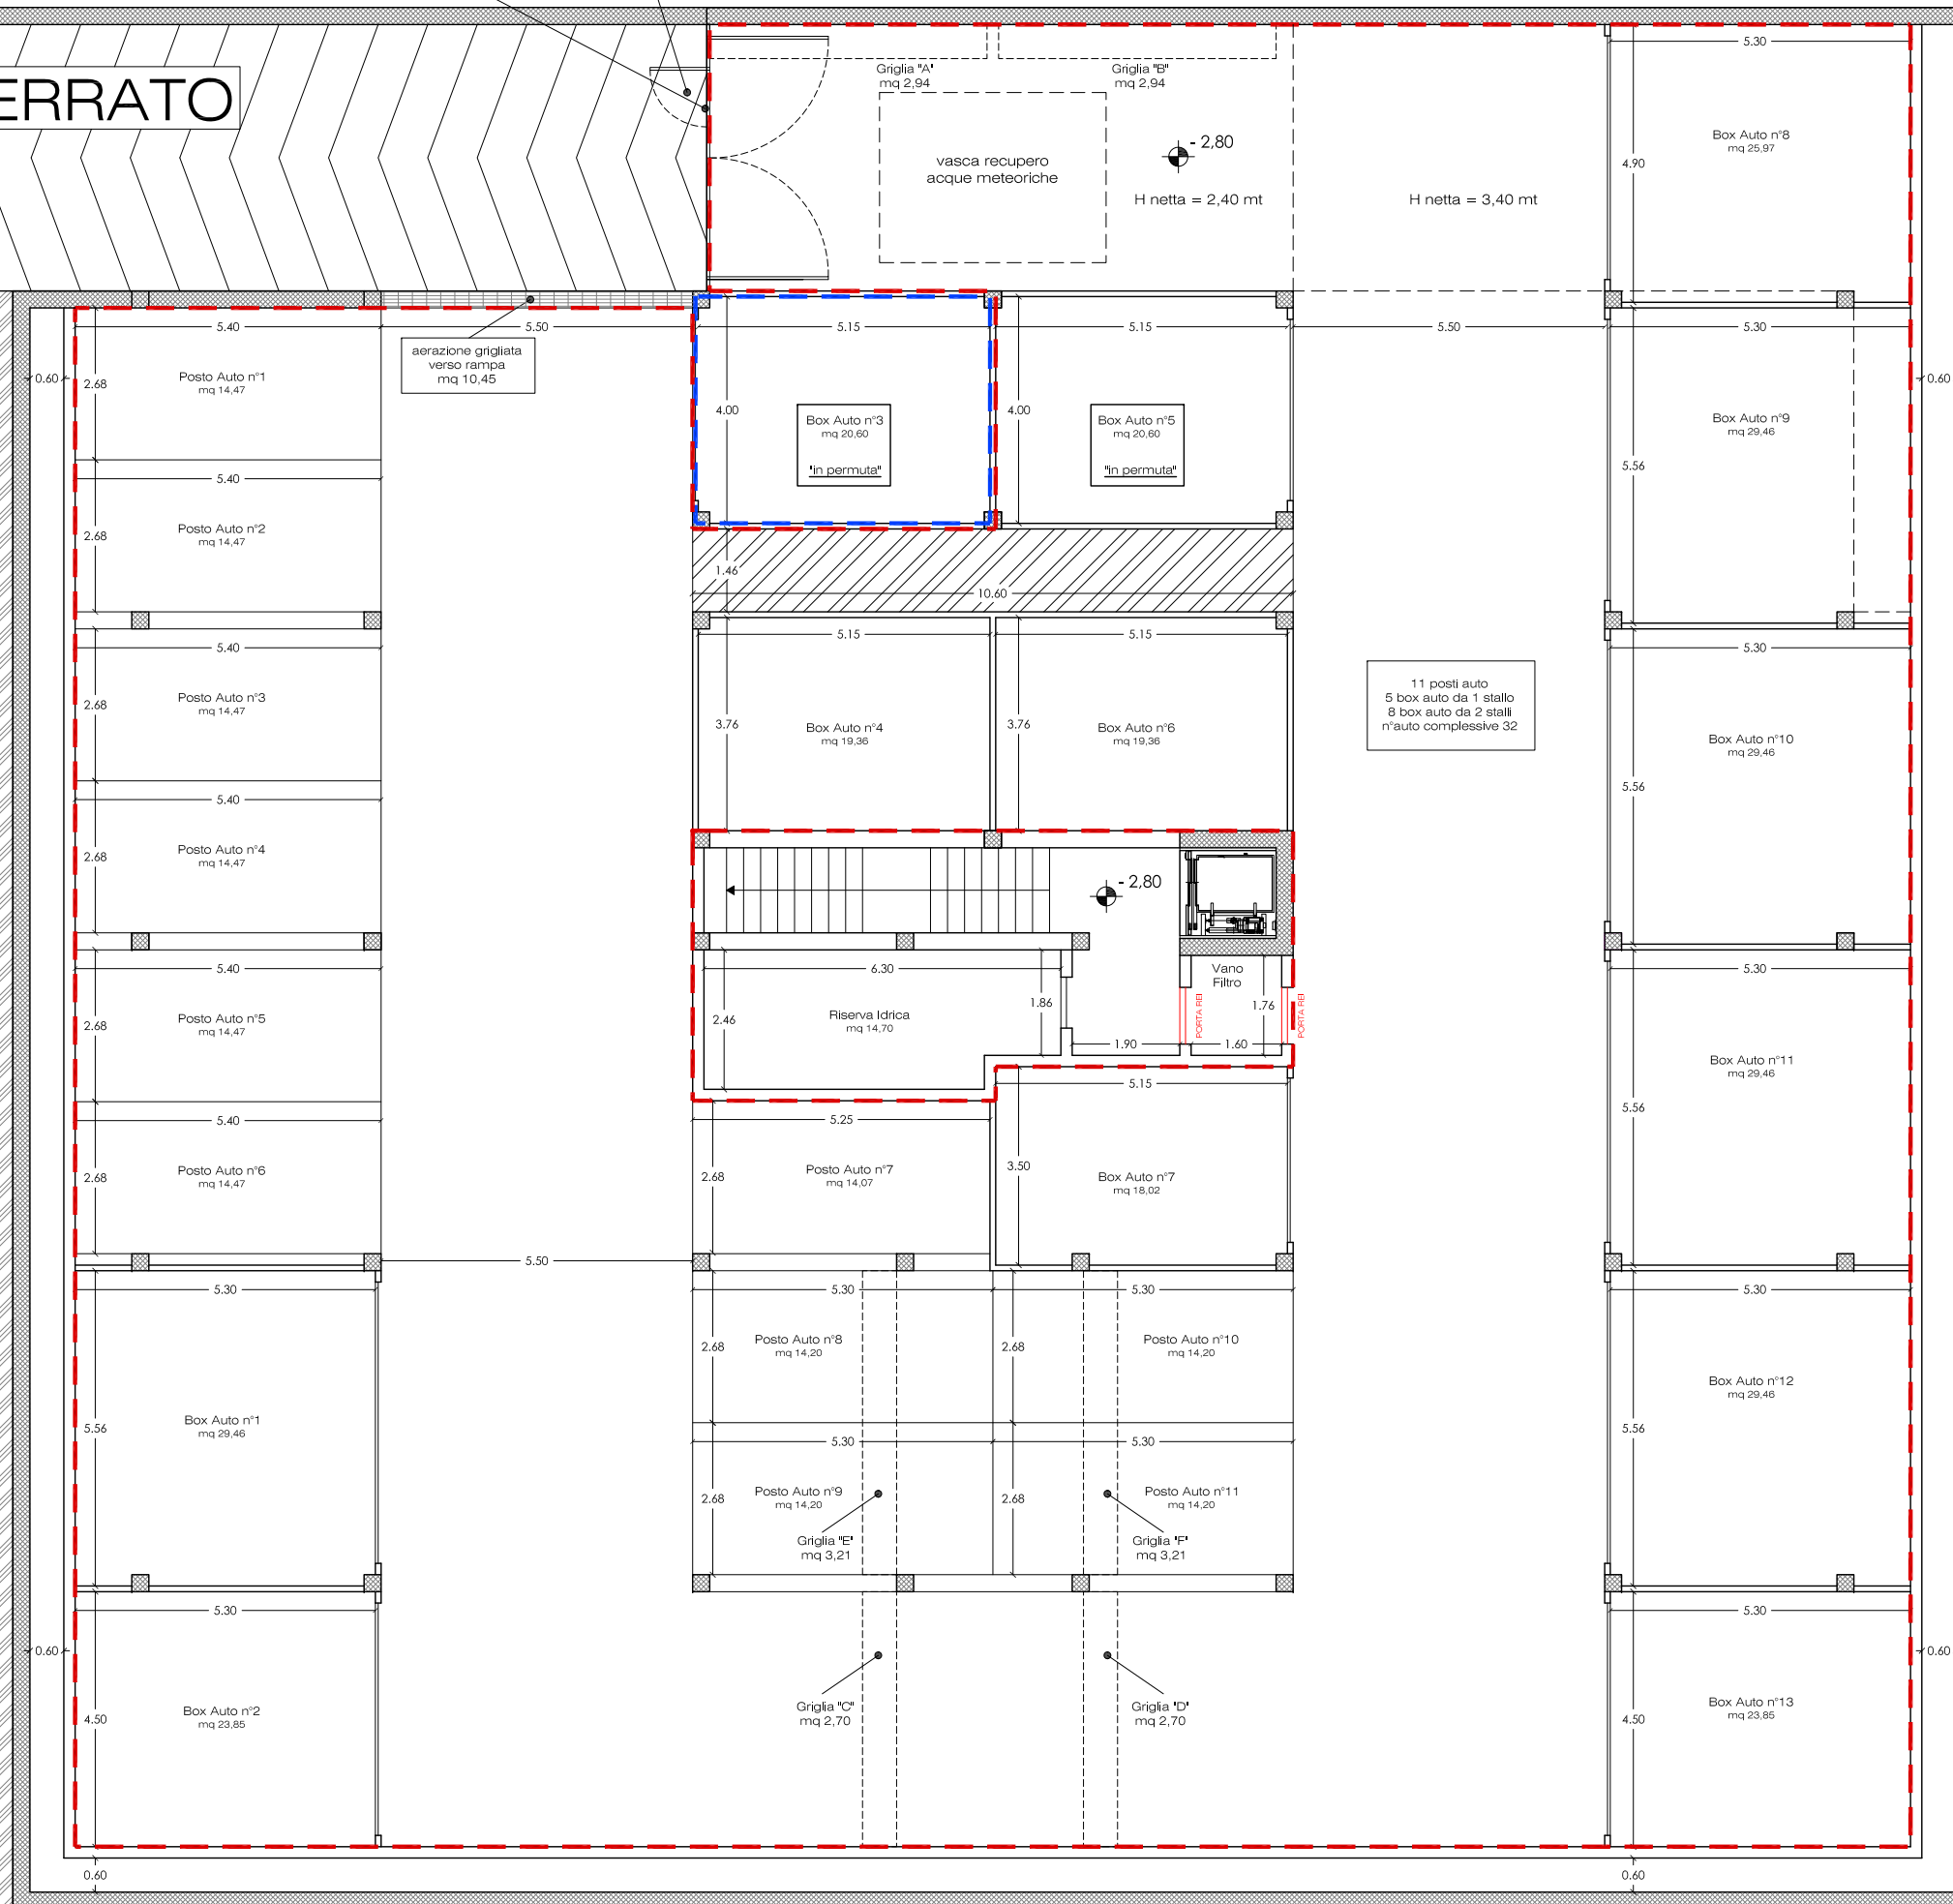 ERRATO
Griglia "A"
mq 2,94
Griglia "B"
mq 2,94
5.30
Box Auto n°8
mq 25,97
4.90
- 2,80
vasca recupero
acque meteoriche
H netta = 2,40 mt
H netta = 3,40 mt
5.40
5.50
5.15
5.15
5.50
5.30
aerazione grigliata
verso rampa
mq 10,45
0.60
2.68
Posto Auto n°1
mq 14,47
0.60
4.00
Box Auto n°3
mq 20,60
"in permuta"
4.00
Box Auto n°5
mq 20,60
"in permuta"
Box Auto n°9
mq 29,46
5.56
5.40
2.68
Posto Auto n°2
mq 14,47
1.46
10.60
5.40
2.68
Posto Auto n°3
mq 14,47
5.15
5.15
3.76
Box Auto n°4
mq 19,36
3.76
Box Auto n°6
mq 19,36
11 posti auto
5 box auto da 1 stallo
8 box auto da 2 stalli
n°auto complessive 32
5.30
Box Auto n°10
mq 29,46
5.56
5.40
2.68
Posto Auto n°4
mq 14,47
- 2,80
5.40
2.68
Posto Auto n°5
mq 14,47
6.30
2.46
Riserva Idrica
mq 14,70
1.86
Vano
Filtro
1.76
PORTA REI
PORTA REI
1.90
1.60
5.30
Box Auto n°11
mq 29,46
5.56
5.40
2.68
Posto Auto n°6
mq 14,47
5.25
2.68
Posto Auto n°7
mq 14,07
5.15
3.50
Box Auto n°7
mq 18,02
5.50
5.30
5.56
Box Auto n°1
mq 29,46
5.30
5.30
2.68
Posto Auto n°8
mq 14,20
2.68
Posto Auto n°10
mq 14,20
5.30
Box Auto n°12
mq 29,46
5.56
5.30
5.30
2.68
Posto Auto n°9
mq 14,20
2.68
Posto Auto n°11
mq 14,20
Griglia "E"
mq 3,21
Griglia "F"
mq 3,21
5.30
0.60
4.50
Box Auto n°2
mq 23,85
Griglia "C"
mq 2,70
Griglia "D"
mq 2,70
5.30
0.60
4.50
Box Auto n°13
mq 23,85
0.60
0.60